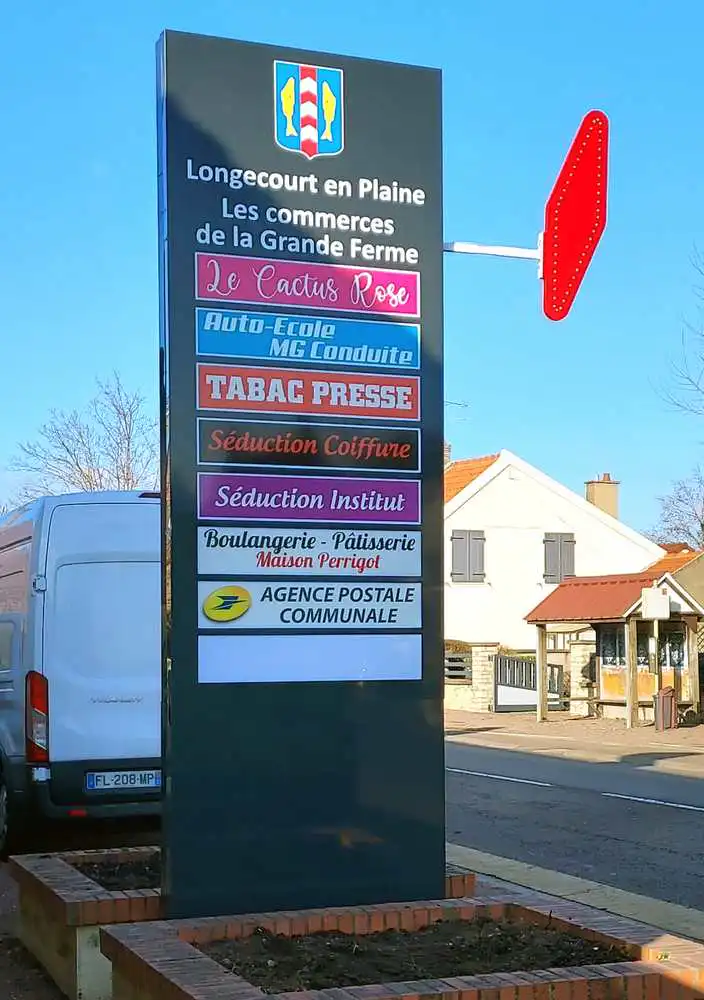 Longecourt en Plaine
Les commerces
de la Grande Ferme
Le Cactus Rose
Auto-Ecole
MG Conduite
TABAC PRESSE
Séduction Coiffure
Séduction Institut
Boulangerie - Pâtisserie
Maison Perrigot
AGENCE POSTALE
COMMUNALE
FL-208-MP